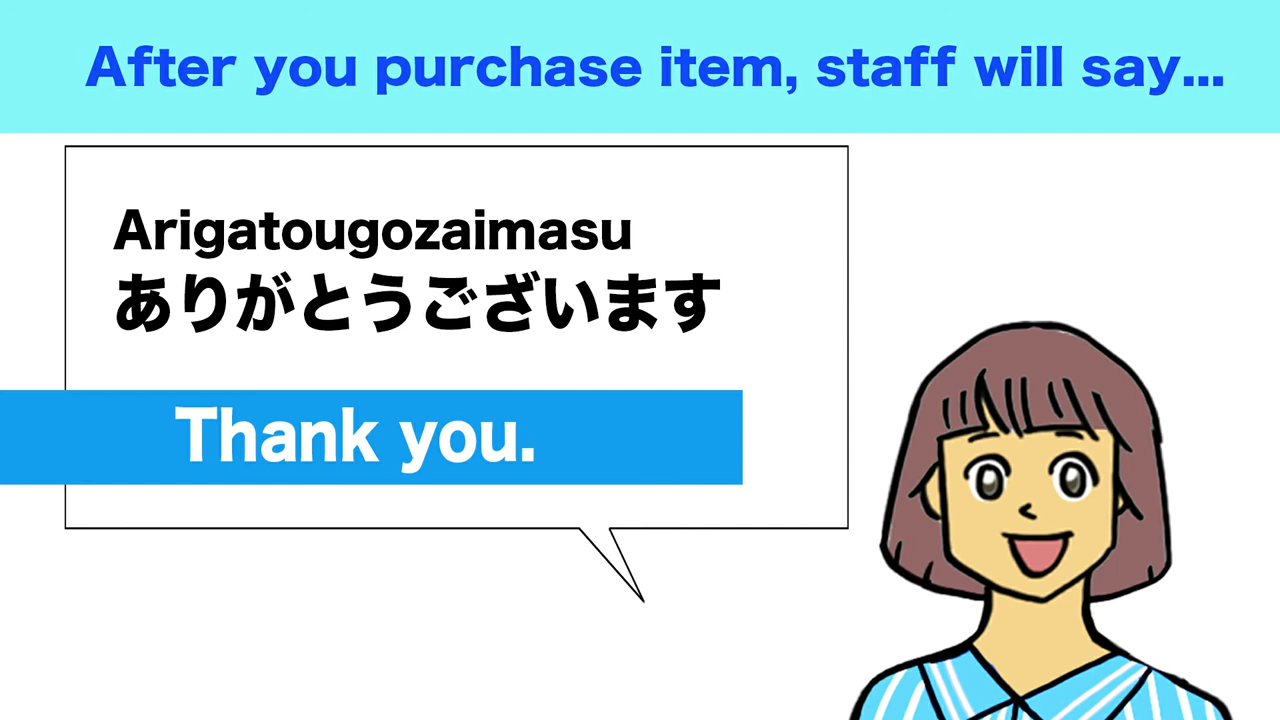 After you purchase item, staff will say...
Arigatougozaimasu
ありがとうございます
Thank you.